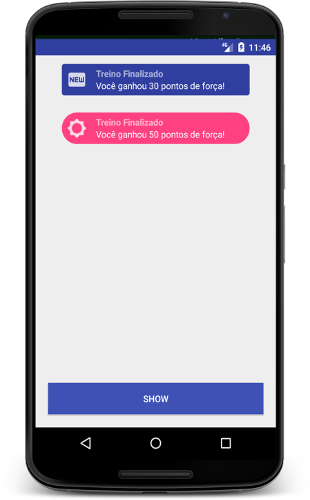 4G 11:46
NEW
Treino Finalizado
Você ganhou 30 pontos de força!
Treino Finalizado
Você ganhou 50 pontos de força!
SHOW